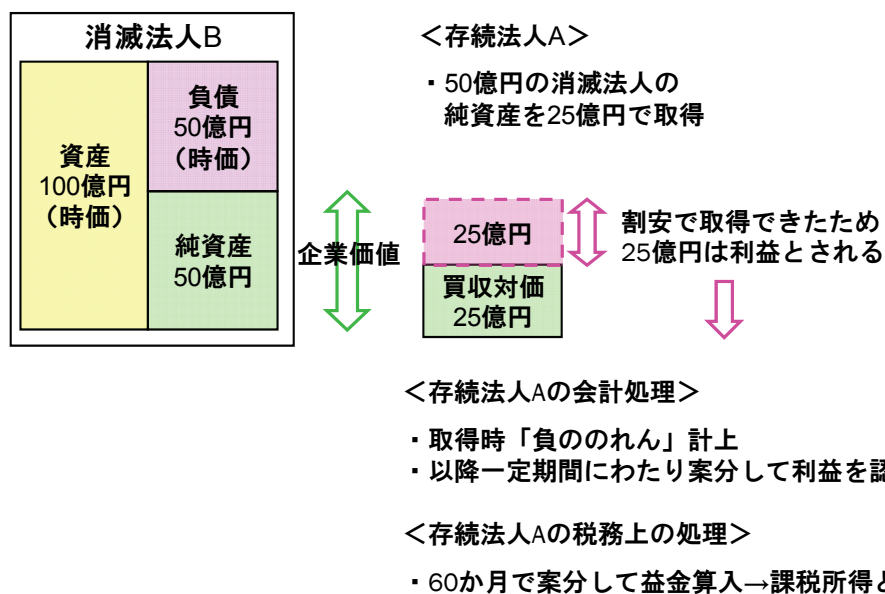 消滅法人B
資産
100億円
(時価)
負債
50億円
(時価)
純資産
50億円
企業価値
<存続法人A>
・50億円の消滅法人の
純資産を25億円で取得
25億円
買収対価
25億円
割安で取得できたため
25億円は利益とされる
<存続法人Aの会計処理>
・取得時「負ののれん」計上
・以降一定期間にわたり案分して利益を認
<存続法人Aの税務上の処理>
・60か月で案分して益金算入→課税所得と